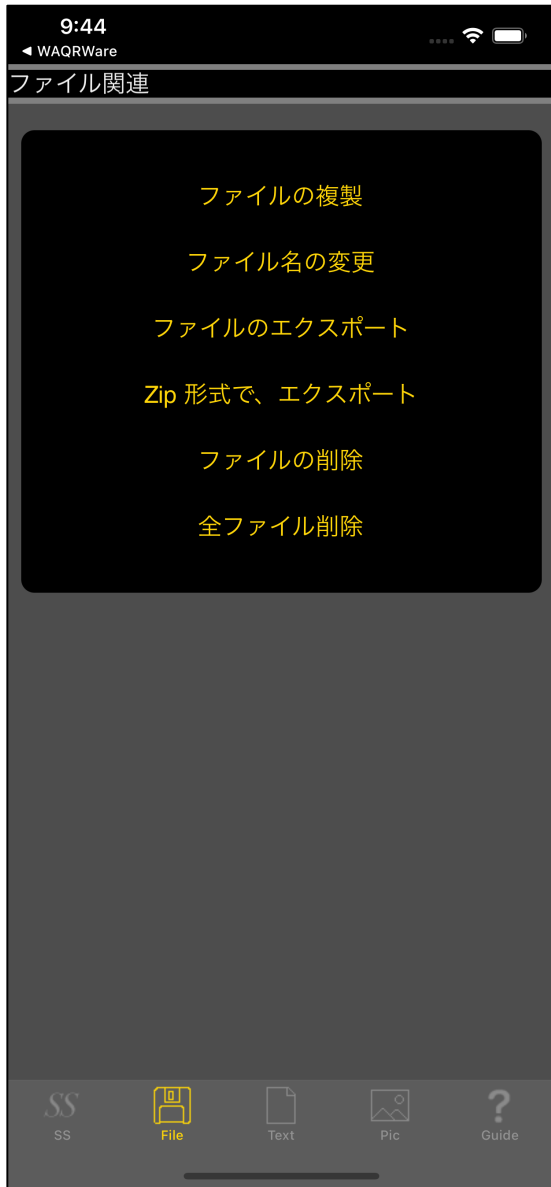 9:44
◀ WAQRWare
ファイル関連
ファイルの複製
ファイル名の変更
ファイルのエクスポート
Zip 形式で、エクスポート
ファイルの削除
全ファイル削除
SS
SS
File
Text
Pic
?
Guide